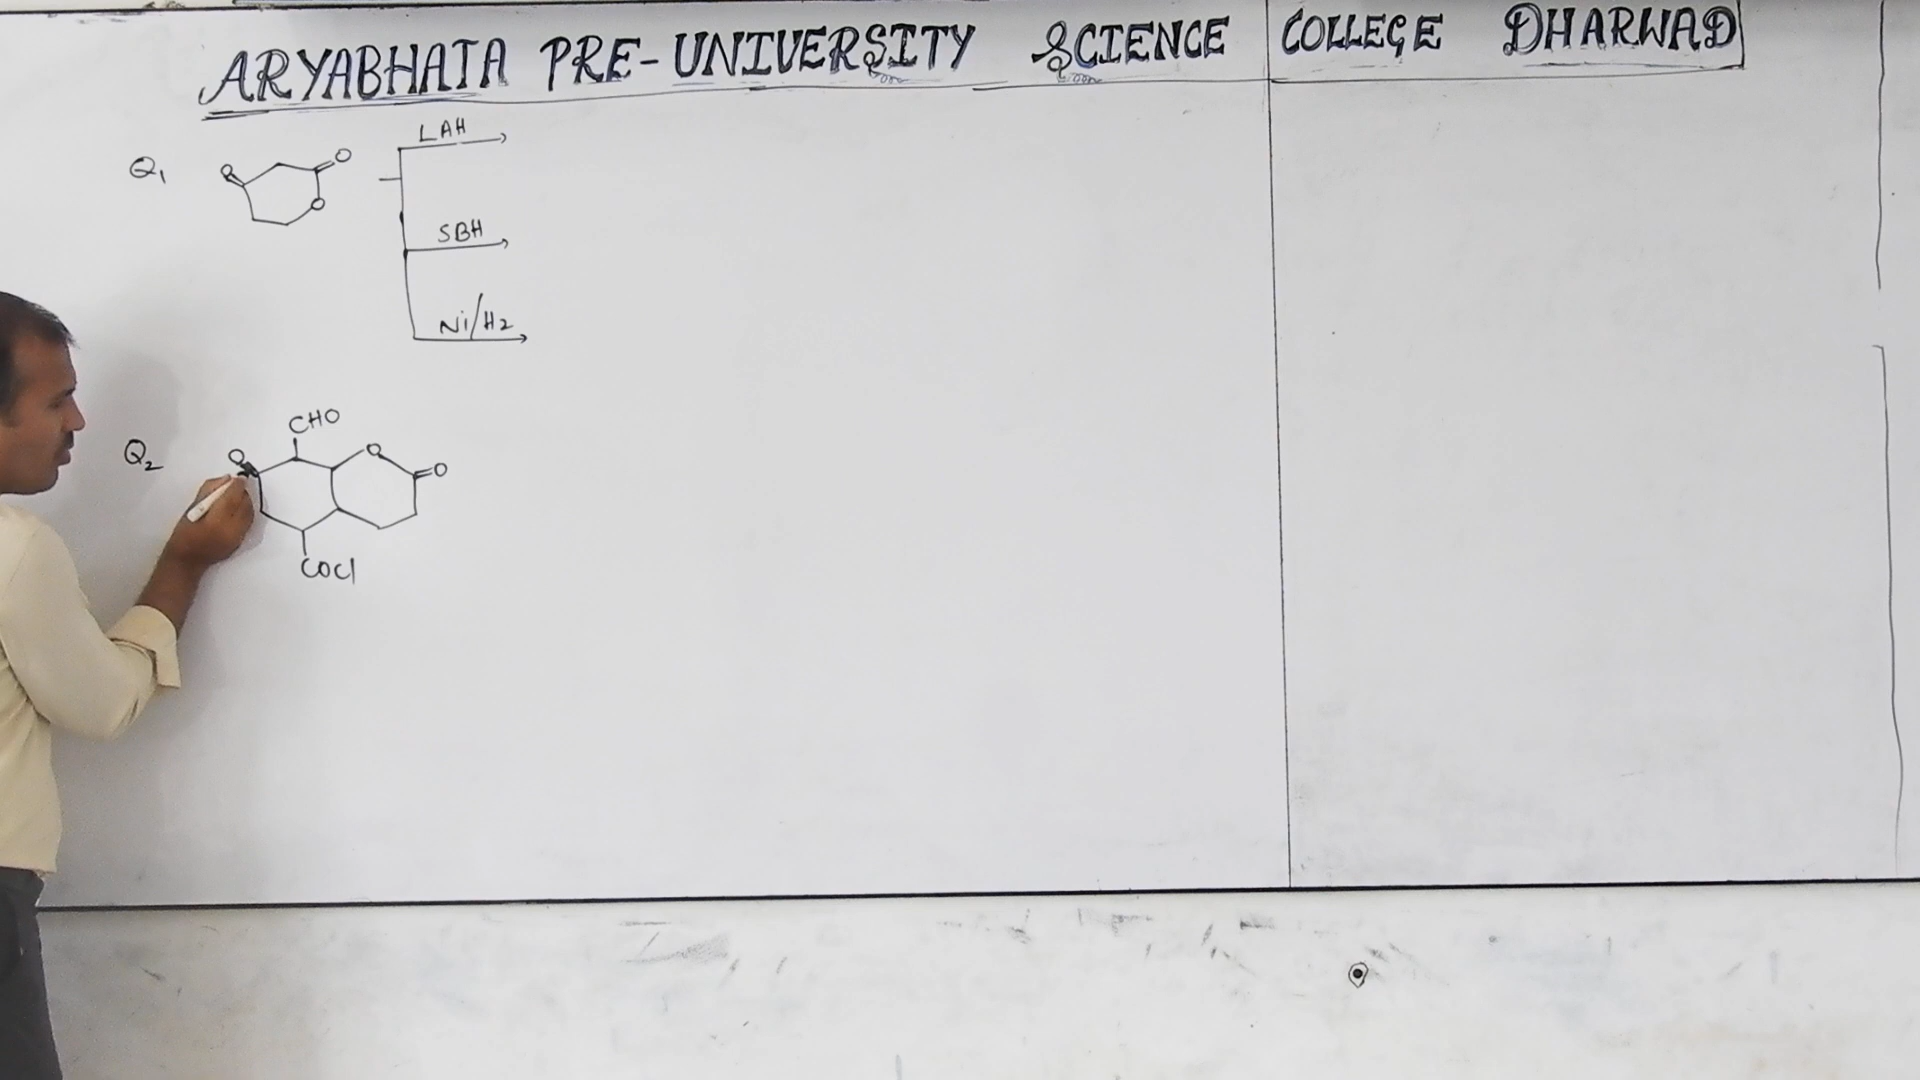 ARYABHATA PRE-UNIVERSITY SCIENCE COLLEGE DHARWAD
Q1 O O O LAH
SBH
Ni/H2
CHO
Q2 O O O
COCl